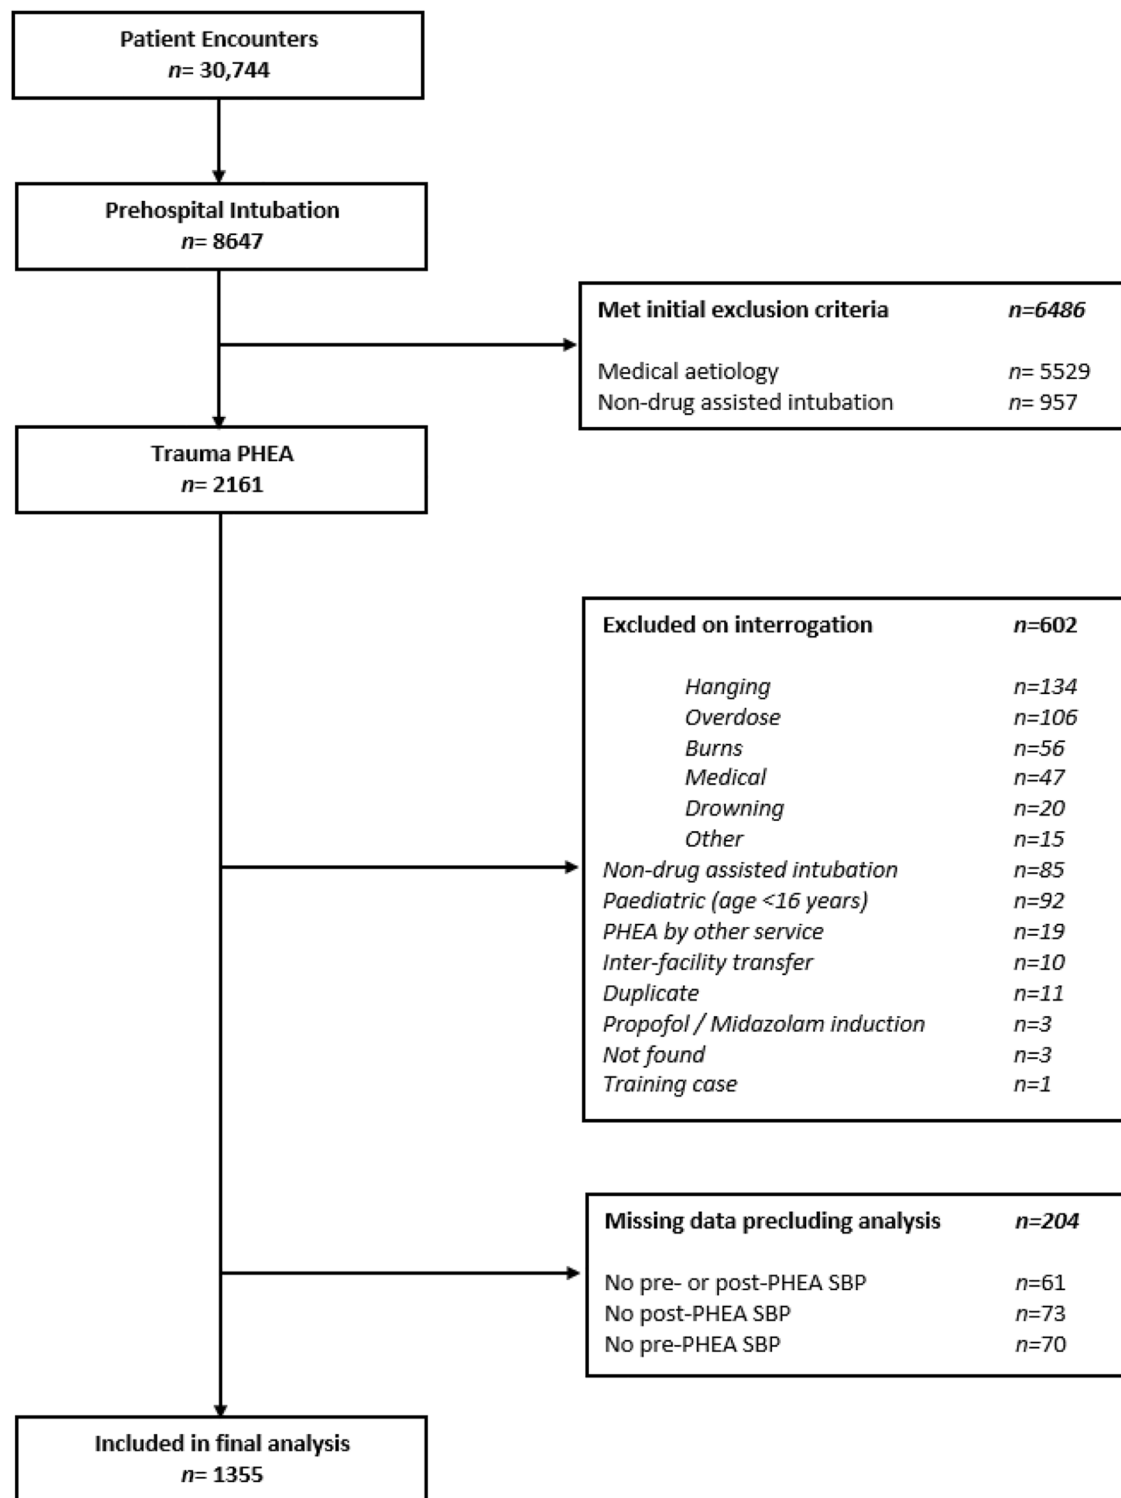 Patient Encounters
n= 30,744
Prehospital Intubation
n= 8647
Met initial exclusion criteria n=6486
Medical aetiology n= 5529
Non-drug assisted intubation n= 957
Trauma PHEA
n= 2161
Excluded on interrogation n=602
Hanging n=134
Overdose n=106
Burns n=56
Medical n=47
Drowning n=20
Other n=15
Non-drug assisted intubation n=85
Paediatric (age <16 years) n=92
PHEA by other service n=19
Inter-facility transfer n=10
Duplicate n=11
Propofol / Midazolam induction n=3
Not found n=3
Training case n=1
Missing data precluding analysis n=204
No pre- or post-PHEA SBP n=61
No post-PHEA SBP n=73
No pre-PHEA SBP n=70
Included in final analysis
n= 1355